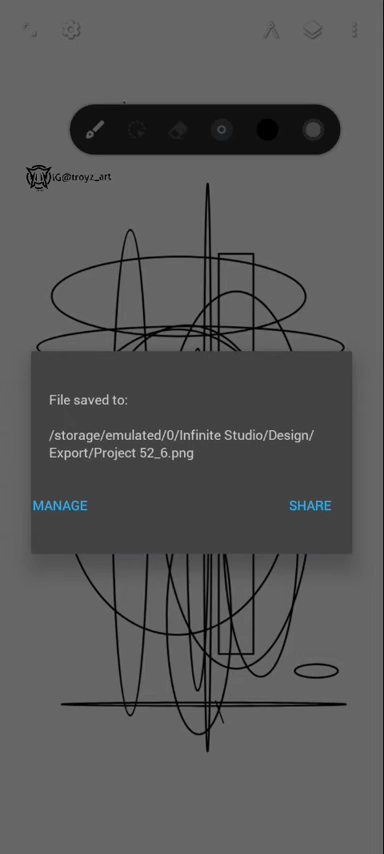 IG@troyz_art
File saved to:
/storage/emulated/0/Infinite Studio/Design/
Export/Project 52_6.png
MANAGE
SHARE